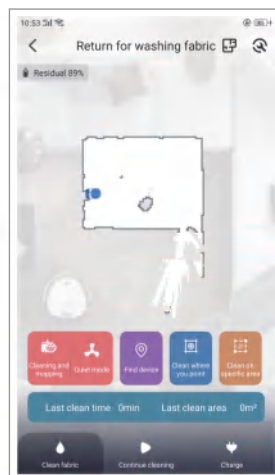 10:53
Return for washing fabric
Residual 89%
Cleaning and mopping
Quiet mode
Find device
Clean where you point
Clean on specific area
Last clean time 0min Last clean area 0m²
Clean fabric
Continue cleaning
Charge